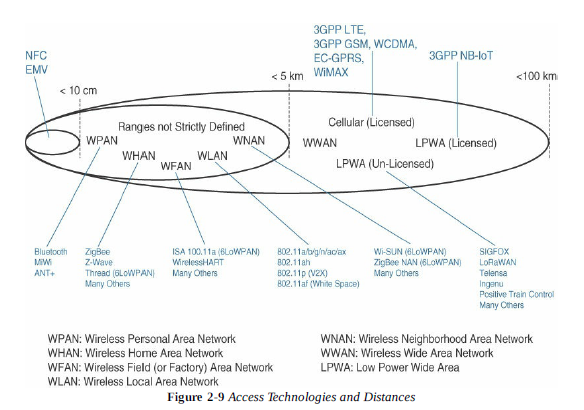 3GPP LTE,
3GPP GSM, WCDMA,
EC-GPRS,
WiMAX
3GPP NB-IoT
NFC
EMV
< 10 cm
< 5 km
<100 km
Ranges not Strictly Defined
Cellular (Licensed)
WPAN
WNAN
WWAN
LPWA (Licensed)
WHAN
WLAN
WFAN
LPWA (Un-Licensed)
Bluetooth
MiWi
ANT+
ZigBee
Z-Wave
Thread (6LoWPAN)
Many Others
ISA 100.11a (6LoWPAN)
WirelessHART
Many Others
802.11a/b/g/n/ac/ax
802.11ah
802.11p (V2X)
802.11af (White Space)
Wi-SUN (6LoWPAN)
ZigBee NAN (6LoWPAN)
Many Others
SIGFOX
LoRaWAN
Telensa
Ingenu
Positive Train Control
Many Others
WPAN: Wireless Personal Area Network
WHAN: Wireless Home Area Network
WFAN: Wireless Field (or Factory) Area Network
WLAN: Wireless Local Area Network
WNAN: Wireless Neighborhood Area Network
WWAN: Wireless Wide Area Network
LPWA: Low Power Wide Area
Figure 2-9 Access Technologies and Distances